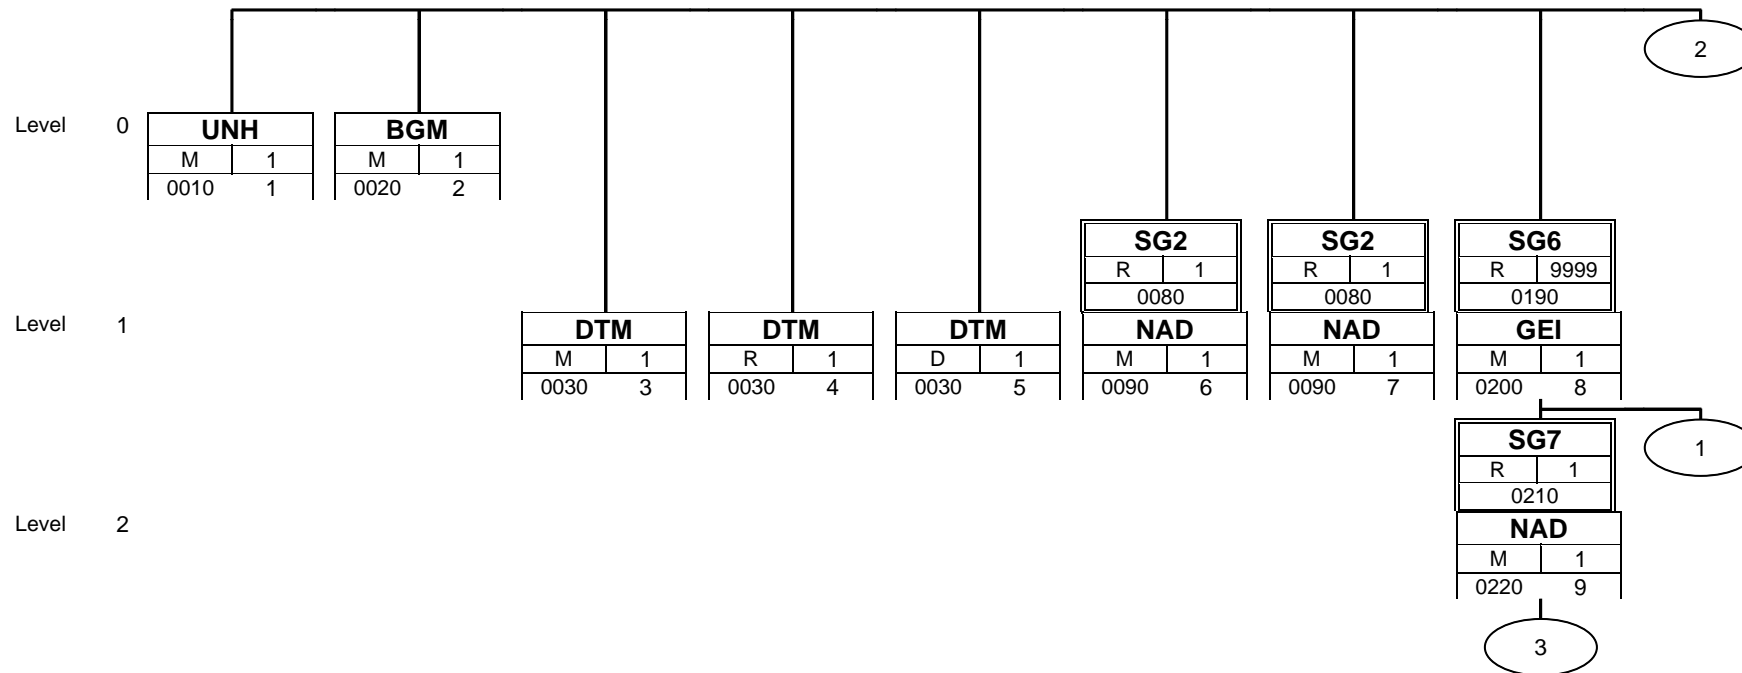 2
Level 0
UNH BGM
M 1 M 1
0010 1 0020 2
SG2 SG2 SG6
R 1 R 1 R 9999
0080 0080 0190
Level 1
DTM DTM DTM NAD NAD GEI
M 1 R 1 D 1 M 1 M 1 M 1
0030 3 0030 4 0030 5 0090 6 0090 7 0200 8
SG7
1
R 1
0210
Level 2
NAD
M 1
0220 9
3